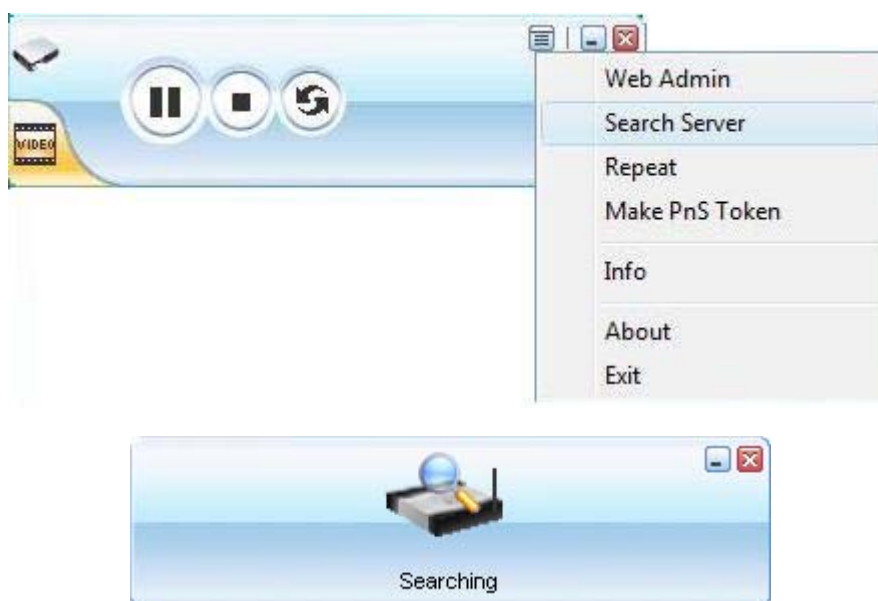 VIDEO
Web Admin
Search Server
Repeat
Make PnS Token
Info
About
Exit
Searching